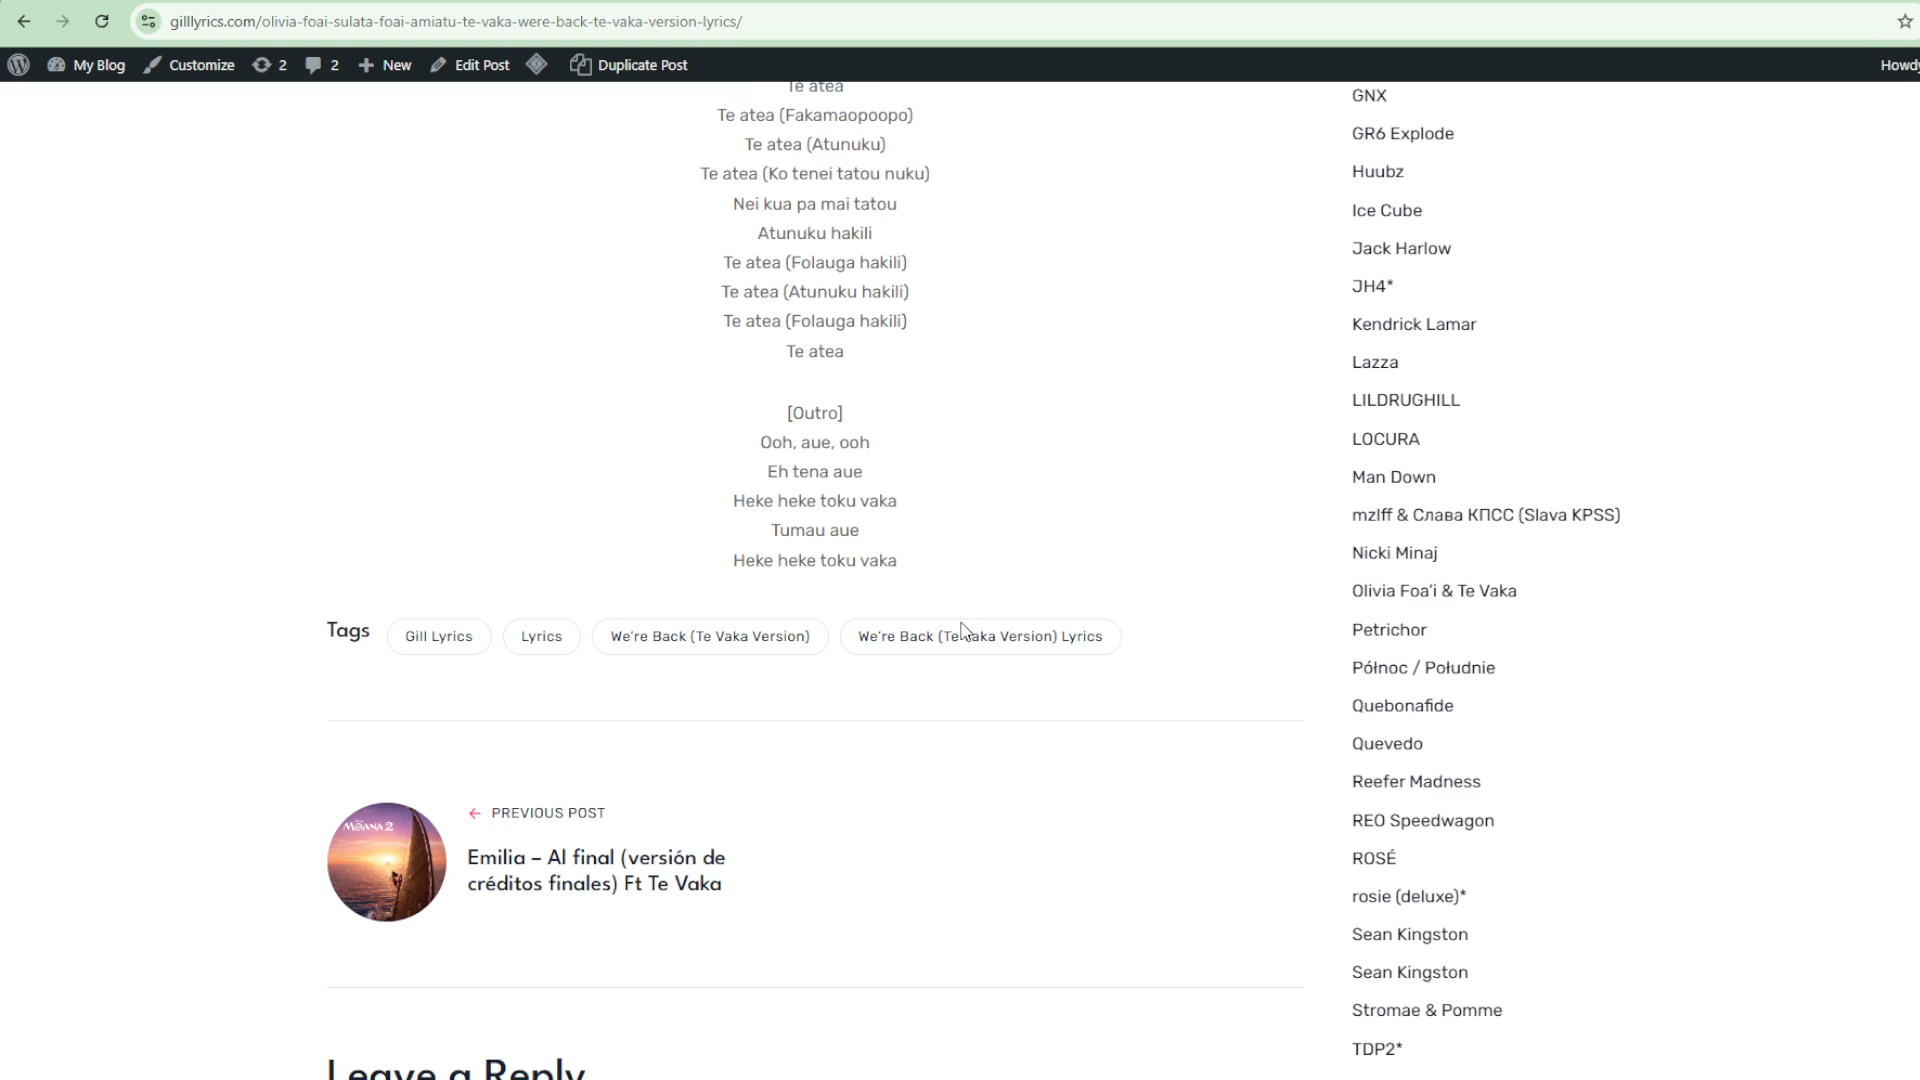 gilllyrics.com/olivia-foai-sulata-foai-amiatu-te-vaka-were-back-te-vaka-version-lyrics/
My Blog Customize 2 2 New Edit Post Duplicate Post Howdy
Te atea
Te atea (Fakamaopoopo)
Te atea (Atunuku)
Te atea (Ko tenei tatou nuku)
Nei kua pa mai tatou
Atunuku hakili
Te atea (Folauga hakili)
Te atea (Atunuku hakili)
Te atea (Folauga hakili)
Te atea
[Outro]
Ooh, aue, ooh
Eh tena aue
Heke heke toku vaka
Tumau aue
Heke heke toku vaka
Tags Gill Lyrics Lyrics We're Back (Te Vaka Version) We're Back (Te Vaka Version) Lyrics
MOANA 2
← PREVIOUS POST
Emilia – Al final (versión de
créditos finales) Ft Te Vaka
Leave a Reply
GNX
GR6 Explode
Huubz
Ice Cube
Jack Harlow
JH4*
Kendrick Lamar
Lazza
LILDRUGHILL
LOCURA
Man Down
mzlff & Слава КПСС (Slava KPSS)
Nicki Minaj
Olivia Foa'i & Te Vaka
Petrichor
Północ / Południe
Quebonafide
Quevedo
Reefer Madness
REO Speedwagon
ROSÉ
rosie (deluxe)*
Sean Kingston
Sean Kingston
Stromae & Pomme
TDP2*